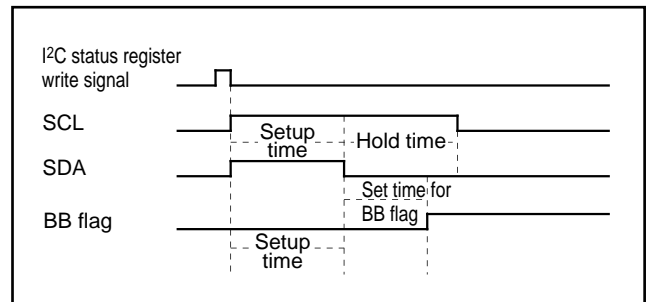 I²C status register
write signal
SCL
Setup
time
Hold time
SDA
Set time for
BB flag
BB flag
Setup
time